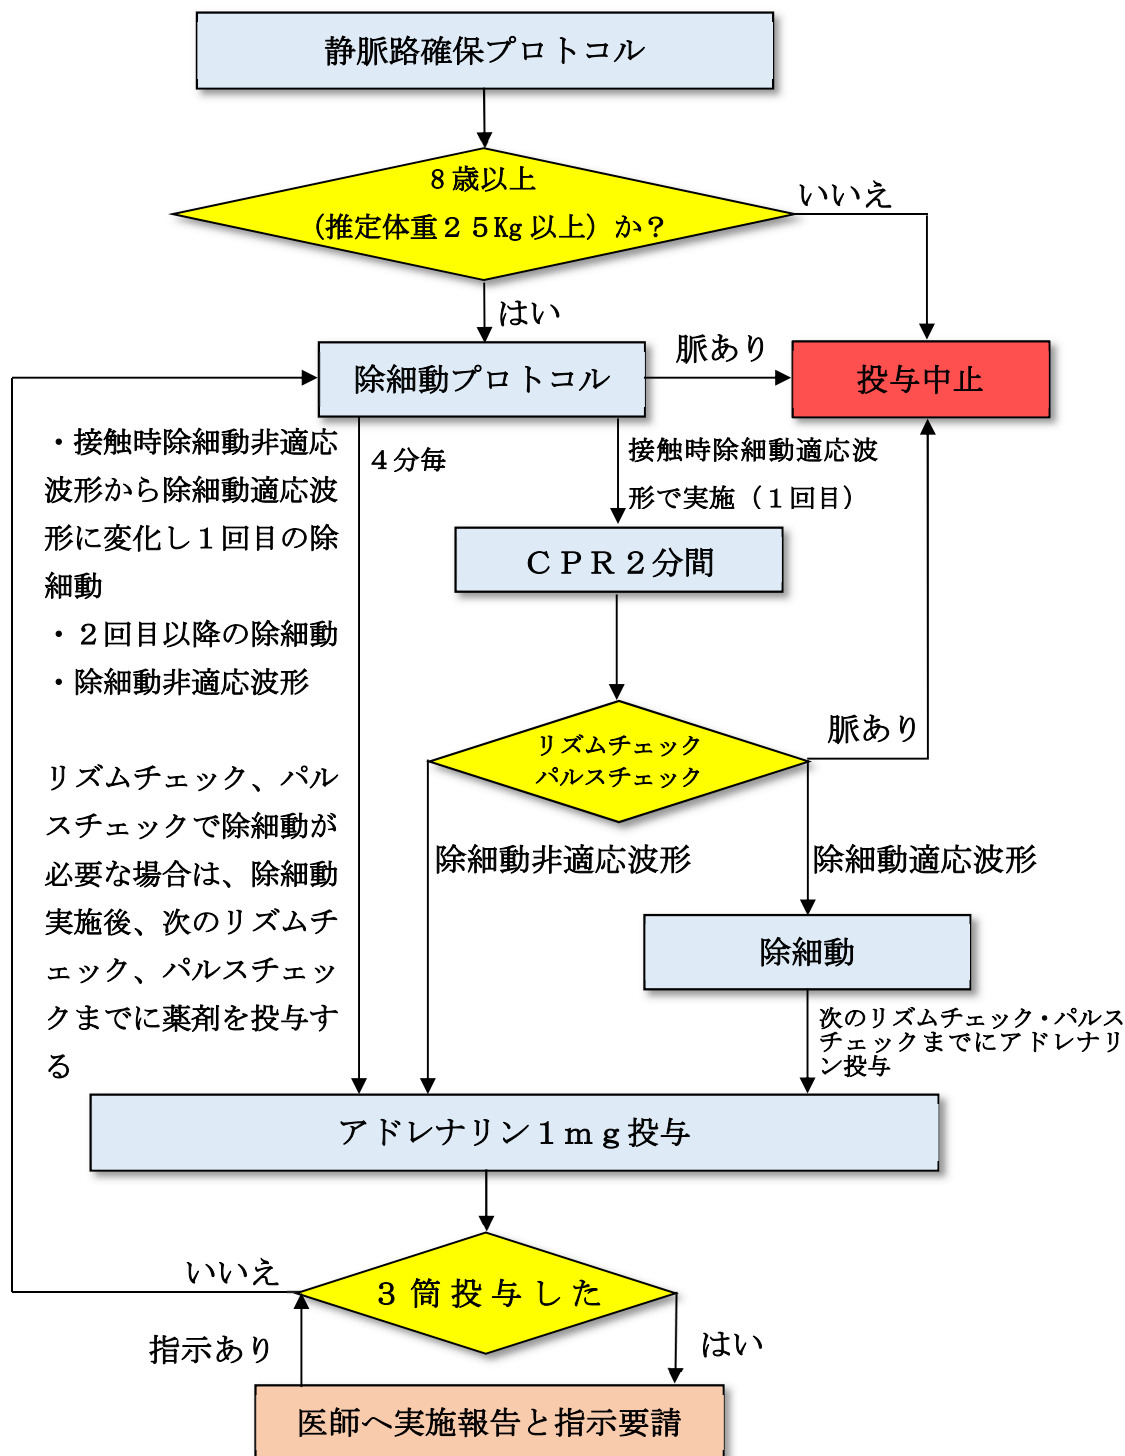 静脈路確保プロトコル
８歳以上
（推定体重２５Kg 以上）か？
いいえ
はい
脈あり
除細動プロトコル
投与中止
・接触時除細動非適応
波形から除細動適応波
形に変化し１回目の除
細動
・２回目以降の除細動
・除細動非適応波形
リズムチェック、パル
スチェックで除細動が
必要な場合は、除細動
実施後、次のリズムチ
ェック、パルスチェッ
クまでに薬剤を投与す
る
４分毎
接触時除細動適応波
形で実施（１回目）
ＣＰＲ２分間
リズムチェック
パルスチェック
脈あり
除細動非適応波形
除細動適応波形
除細動
次のリズムチェック・パルス
チェックまでにアドレナリ
ン投与
アドレナリン１ｍｇ投与
いいえ
３筒投与した
指示あり
はい
医師へ実施報告と指示要請